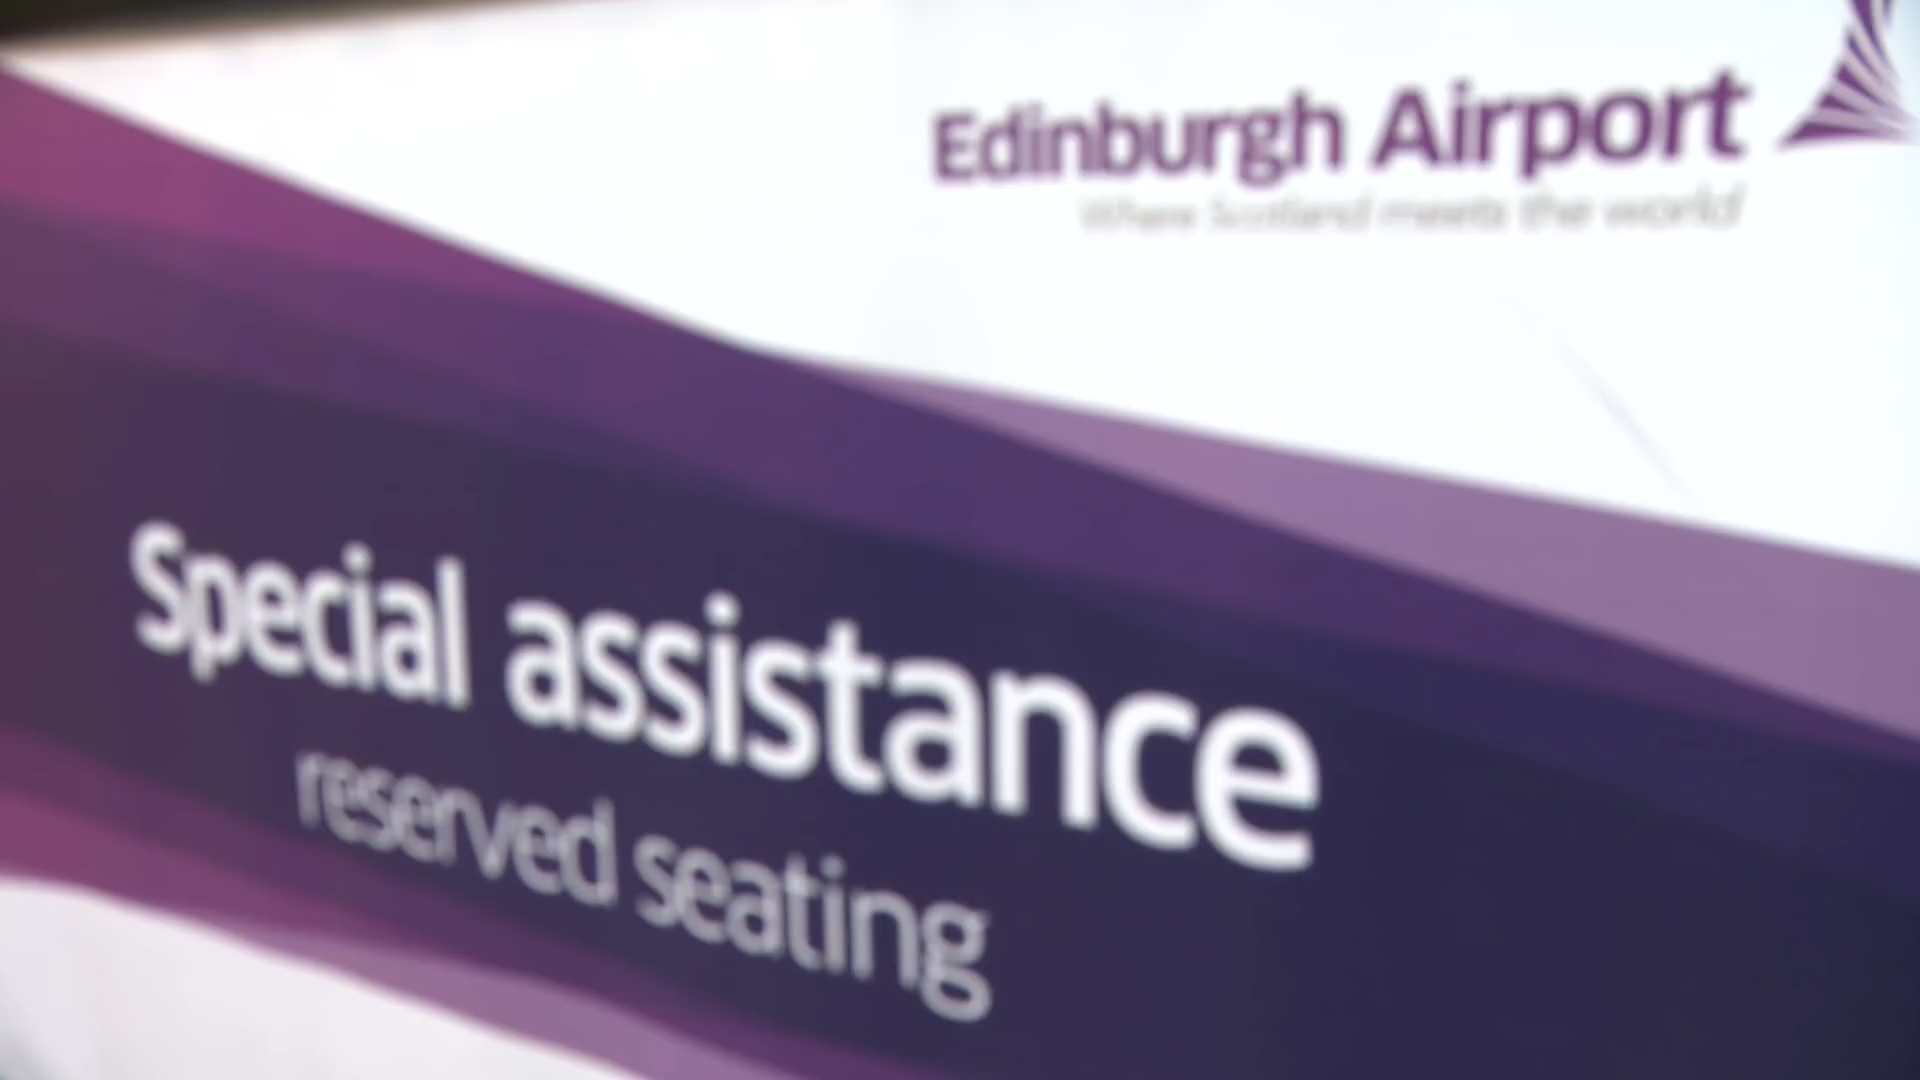 Edinburgh Airport
Where Scotland meets the world
Special assistance
reserved seating